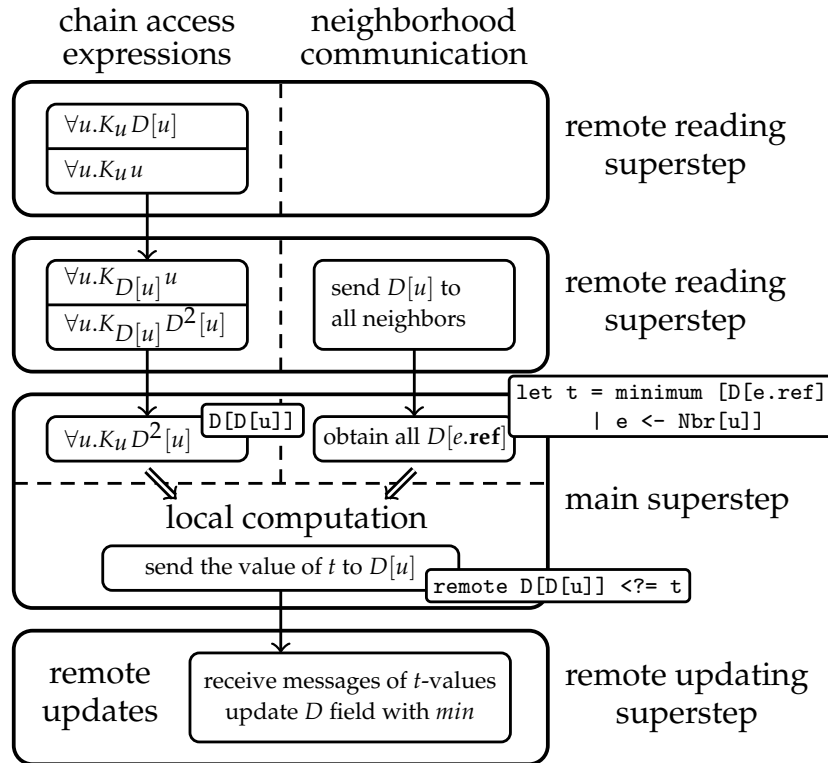 chain access
expressions
neighborhood
communication
∀u.K_u D[u]
∀u.K_u u
remote reading
superstep
∀u.K_{D[u]} u
∀u.K_{D[u]} D²[u]
send D[u] to
all neighbors
remote reading
superstep
let t = minimum [D[e.ref]
| e <- Nbr[u]]
D[D[u]]
∀u.K_u D²[u]
obtain all D[e.ref]
local computation
main superstep
send the value of t to D[u]
remote D[D[u]] <?= t
remote
updates
receive messages of t-values
update D field with min
remote updating
superstep